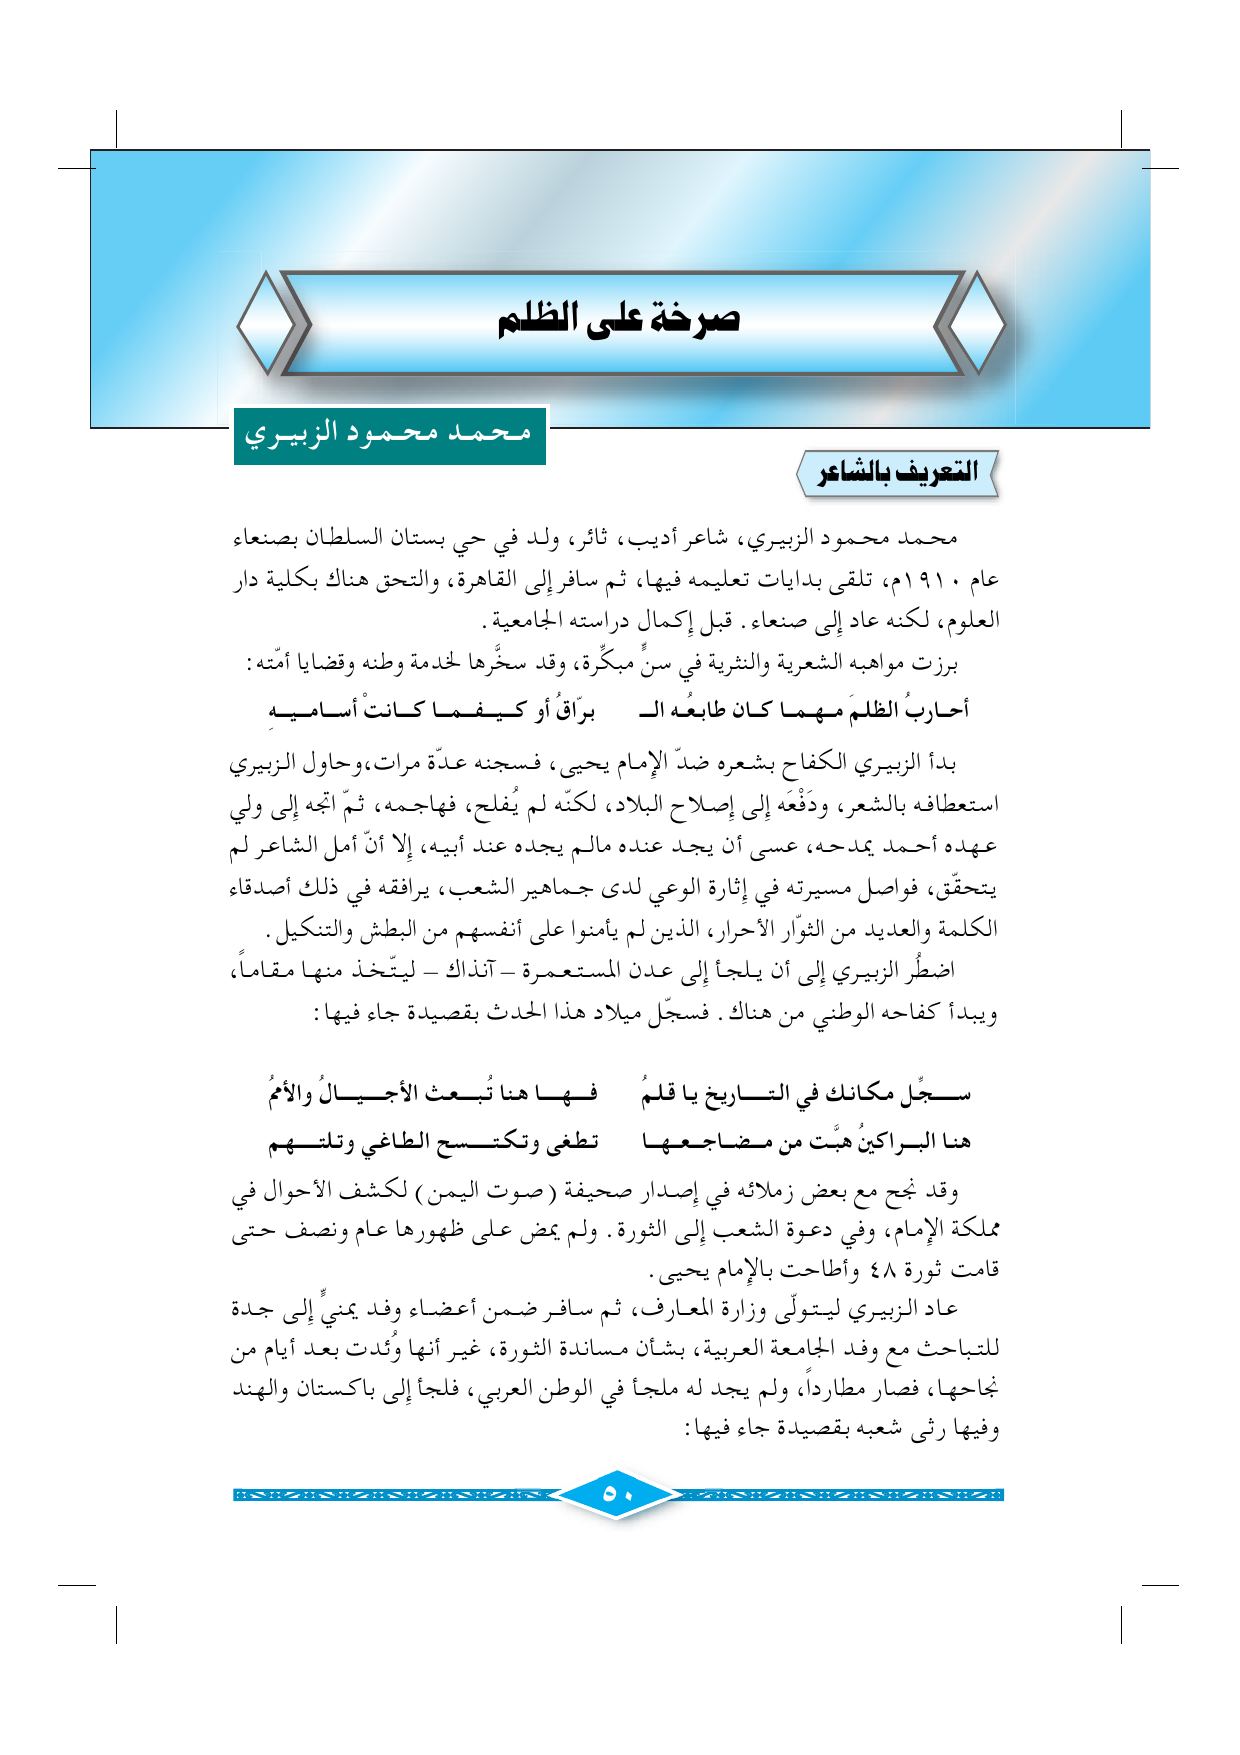 صرخة على الظلم
محمد محمود الزبيري
التعريف بالشاعر
محمد محمود الزبيري، شاعر أديب، ثائر، ولد في حي بستان السلطان بصنعاء
عام ١٩١٠م، تلقى بدايات تعليمه فيها، ثم سافر إلى القاهرة، والتحق هناك بكلية دار
العلوم، لكنه عاد إلى صنعاء. قبل إكمال دراسته الجامعية.
برزت مواهبه الشعرية والنثرية في سنٍّ مبكِّرة، وقد سخَّرها لخدمة وطنه وقضايا أمّته:
أحاربُ الظلمَ مهما كان طابعُه الـ برّاقُ أو كيفما كانتْ أساميهِ
بدأ الزبيري الكفاح بشعره ضدّ الإمام يحيى، فسجنه عدّة مرات،وحاول الزبيري
استعطافه بالشعر، ودَفْعَه إلى إصلاح البلاد، لكنّه لم يُفلح، فهاجمه، ثمّ اتجه إلى ولي
عهده أحمد يمدحه، عسى أن يجد عنده مالم يجده عند أبيه، إلا أنّ أمل الشاعر لم
يتحقّق، فواصل مسيرته في إثارة الوعي لدى جماهير الشعب، يرافقه في ذلك أصدقاء
الكلمة والعديد من الثوّار الأحرار، الذين لم يأمنوا على أنفسهم من البطش والتنكيل.
اضطُر الزبيري إلى أن يلجأ إلى عدن المستعمرة – آنذاك – ليتّخذ منها مقاماً،
ويبدأ كفاحه الوطني من هناك. فسجّل ميلاد هذا الحدث بقصيدة جاء فيها:
سجِّل مكانك في التاريخ يا قلمُ فها هنا تُبعث الأجيالُ والأممُ
هنا البراكينُ هبَّت من مضاجعها تطغى وتكتسح الطاغي وتلتهم
وقد نجح مع بعض زملائه في إصدار صحيفة (صوت اليمن) لكشف الأحوال في
مملكة الإمام، وفي دعوة الشعب إلى الثورة. ولم يمض على ظهورها عام ونصف حتى
قامت ثورة ٤٨ وأطاحت بالإمام يحيى.
عاد الزبيري ليتولّى وزارة المعارف، ثم سافر ضمن أعضاء وفد يمنيٍّ إلى جدة
للتباحث مع وفد الجامعة العربية، بشأن مساندة الثورة، غير أنها وُئدت بعد أيام من
نجاحها، فصار مطارداً، ولم يجد له ملجأ في الوطن العربي، فلجأ إلى باكستان والهند
وفيها رثى شعبه بقصيدة جاء فيها:
٥٠